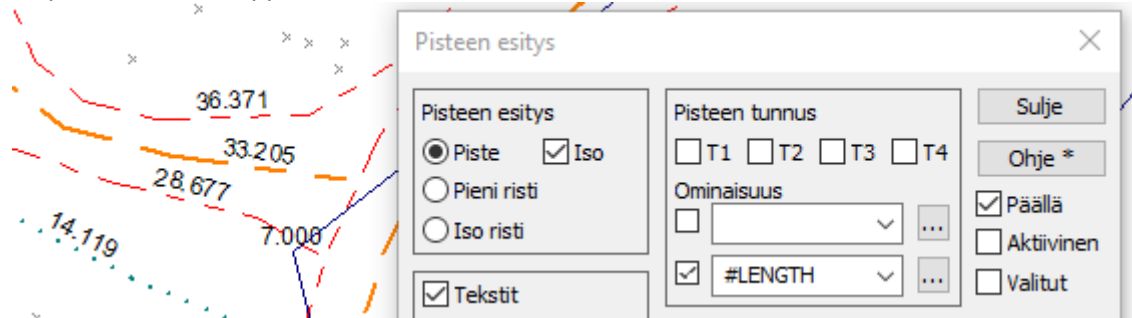 36.371
33.205
28.677
14.119
7.000
Pisteen esitys
Pisteen esitys
Piste Iso
Pieni risti
Iso risti
Tekstit
Pisteen tunnus
T1 T2 T3 T4
Ominaisuus
...
#LENGTH ...
Sulje
Ohje *
Päällä
Aktiivinen
Valitut